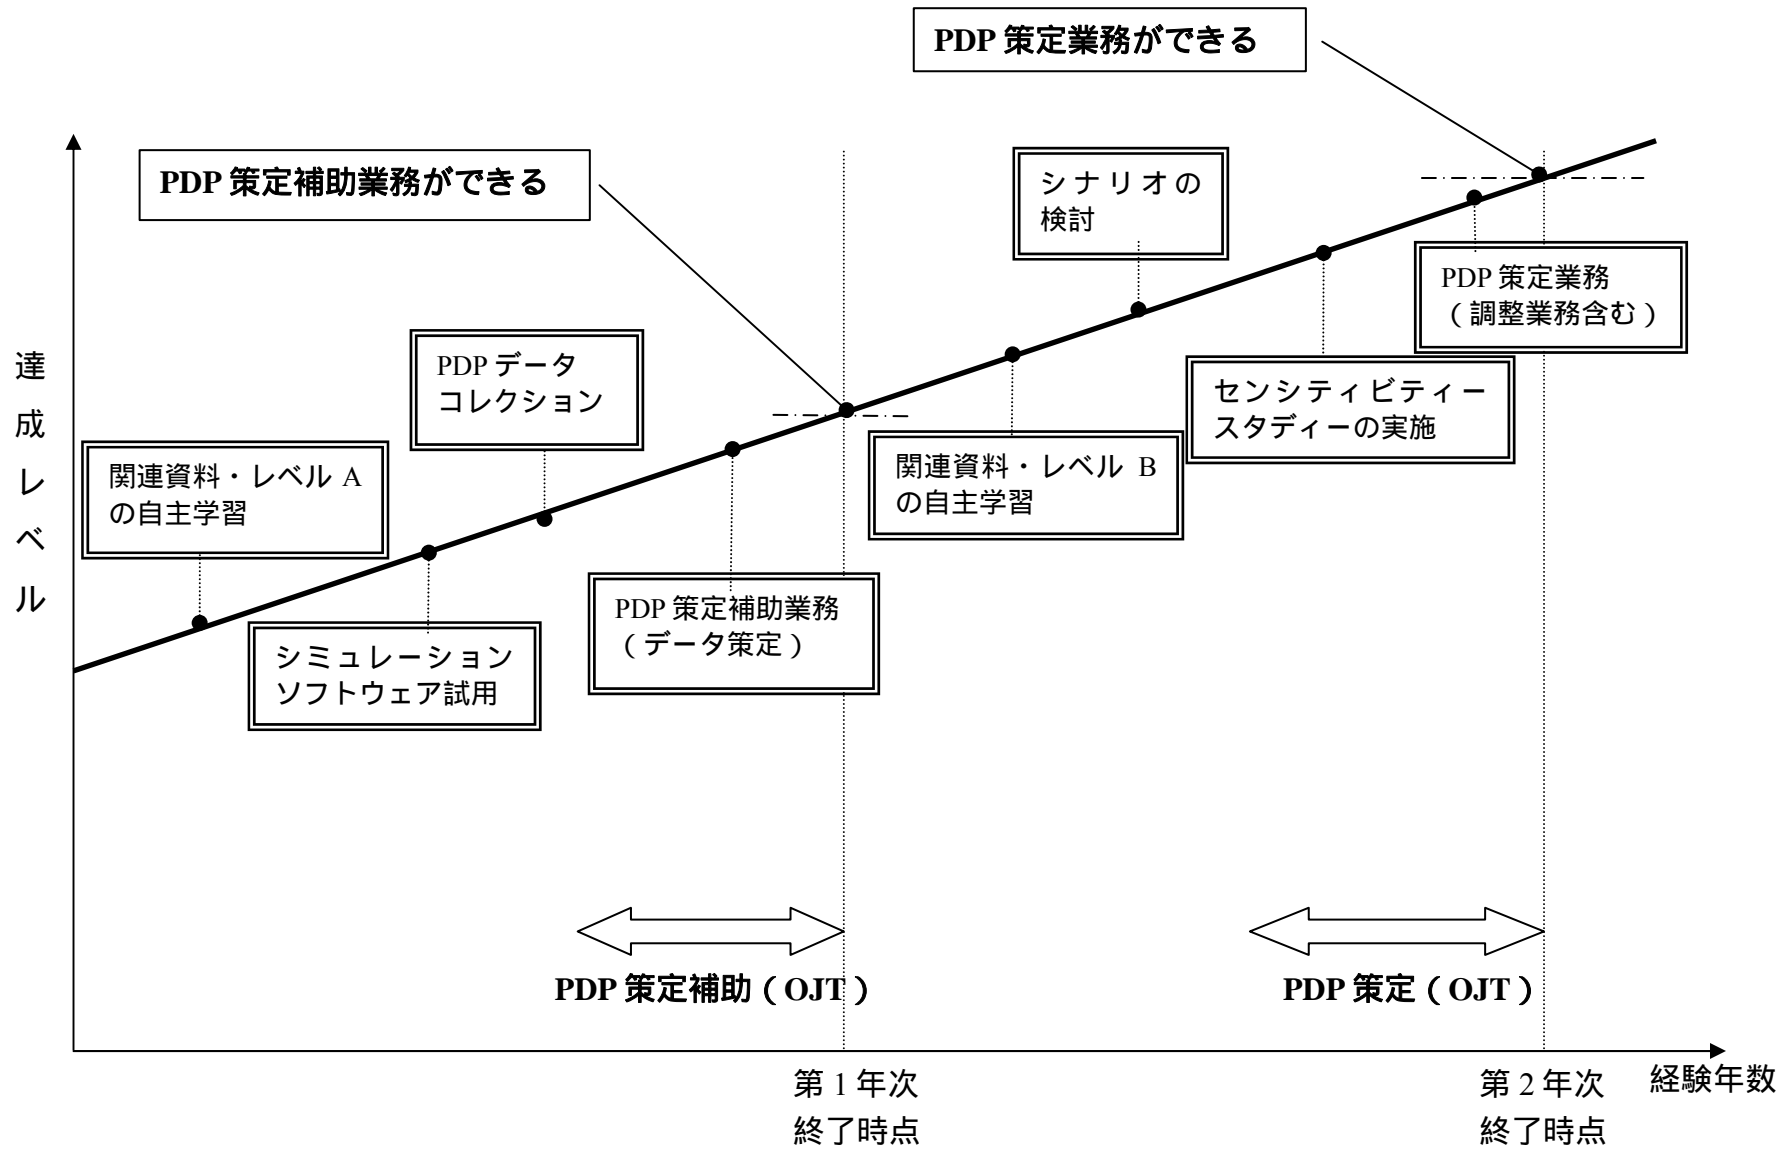 PDP 策定業務ができる
PDP 策定補助業務ができる
シナリオの
検討
PDP 策定業務
（調整業務含む）
PDP データ
コレクション
センシティビティー
スタディーの実施
関連資料・レベル A
の自主学習
関連資料・レベル B
の自主学習
PDP 策定補助業務
（データ策定）
シミュレーション
ソフトウェア試用
達成レベル
PDP 策定補助（OJT）
PDP 策定（OJT）
第 1 年次
終了時点
第 2 年次
終了時点
経験年数